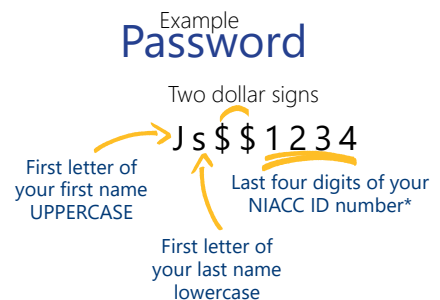 Example
Password
Two dollar signs
Js$$1234
First letter of
your first name
UPPERCASE
Last four digits of your
NIACC ID number*
First letter of
your last name
lowercase